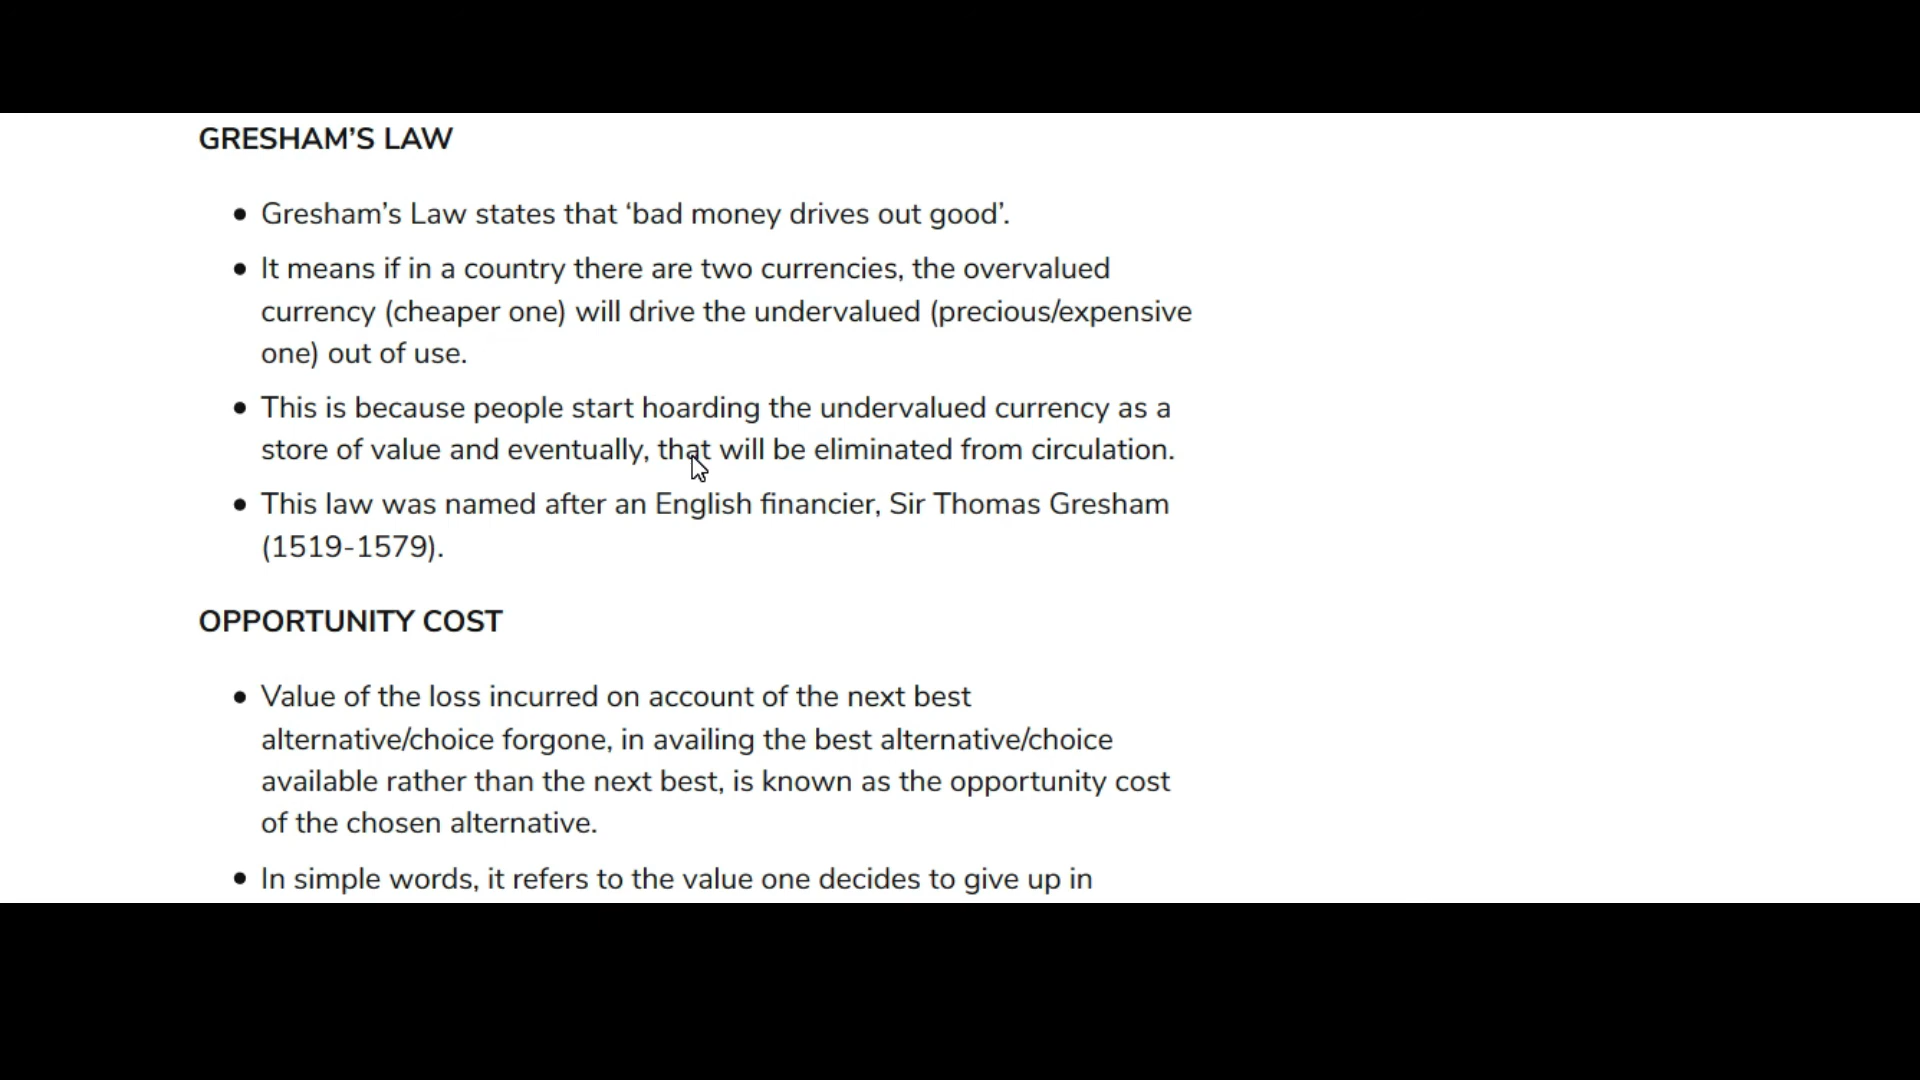 GRESHAM’S LAW
• Gresham’s Law states that ‘bad money drives out good’.
• It means if in a country there are two currencies, the overvalued
currency (cheaper one) will drive the undervalued (precious/expensive
one) out of use.
• This is because people start hoarding the undervalued currency as a
store of value and eventually, that will be eliminated from circulation.
• This law was named after an English financier, Sir Thomas Gresham
(1519-1579).
OPPORTUNITY COST
• Value of the loss incurred on account of the next best
alternative/choice forgone, in availing the best alternative/choice
available rather than the next best, is known as the opportunity cost
of the chosen alternative.
• In simple words, it refers to the value one decides to give up in